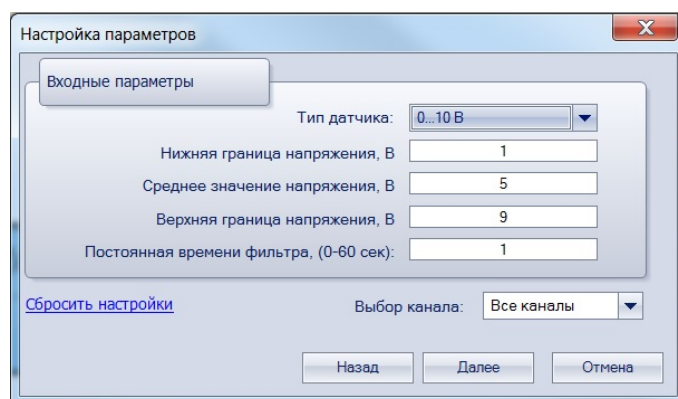 Настройка параметров
X
Входные параметры
Тип датчика: 0...10 В
Нижняя граница напряжения, В 1
Среднее значение напряжения, В 5
Верхняя граница напряжения, В 9
Постоянная времени фильтра, (0-60 сек): 1
Сбросить настройки Выбор канала: Все каналы
Назад Далее Отмена